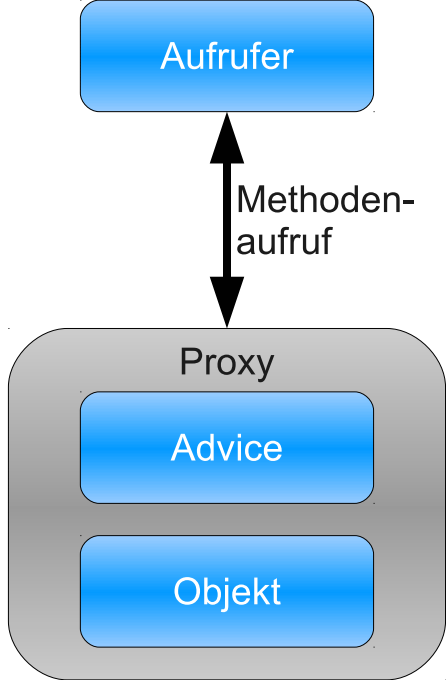 Aufrufer
Methoden-
aufruf
Proxy
Advice
Objekt